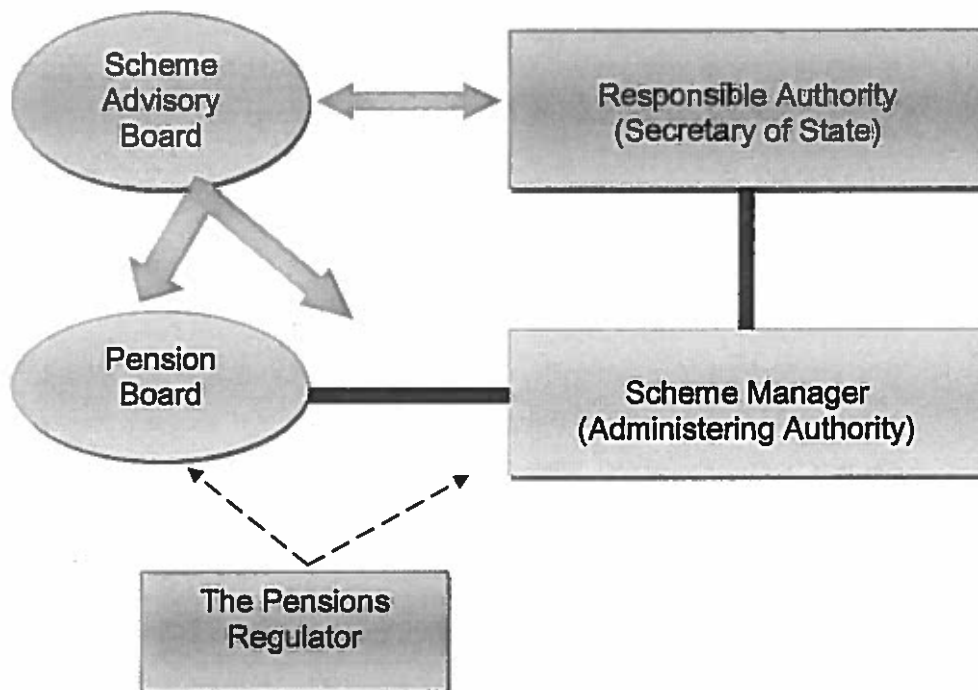 Scheme
Advisory
Board
Responsible Authority
(Secretary of State)
Pension
Board
Scheme Manager
(Administering Authority)
The Pensions
Regulator